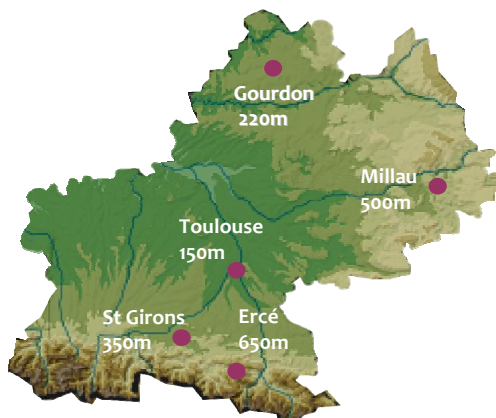 Gourdon
220m
Millau
500m
Toulouse
150m
St Girons
350m
Ercé
650m